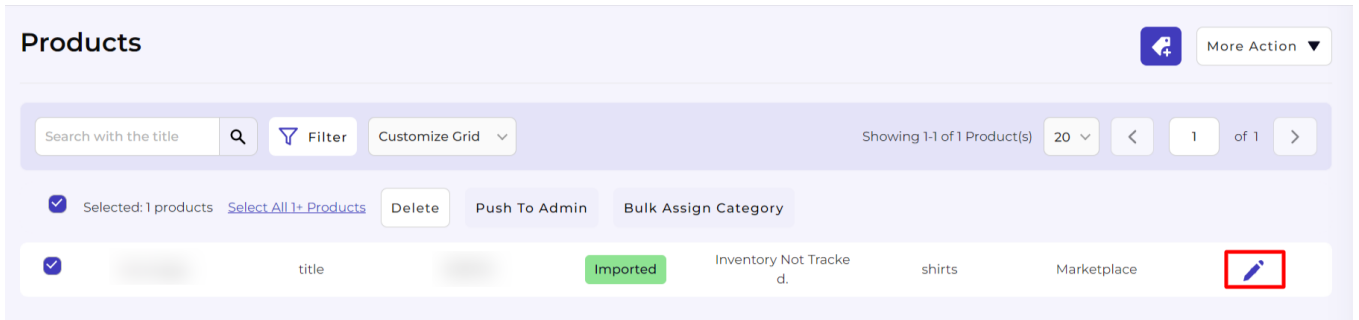 Products
More Action
Search with the title
Filter
Customize Grid
Showing 1-1 of 1 Product(s)
20
1
of 1
Selected: 1 products
Select All 1+ Products
Delete
Push To Admin
Bulk Assign Category
title
Imported
Inventory Not Tracke
d.
shirts
Marketplace